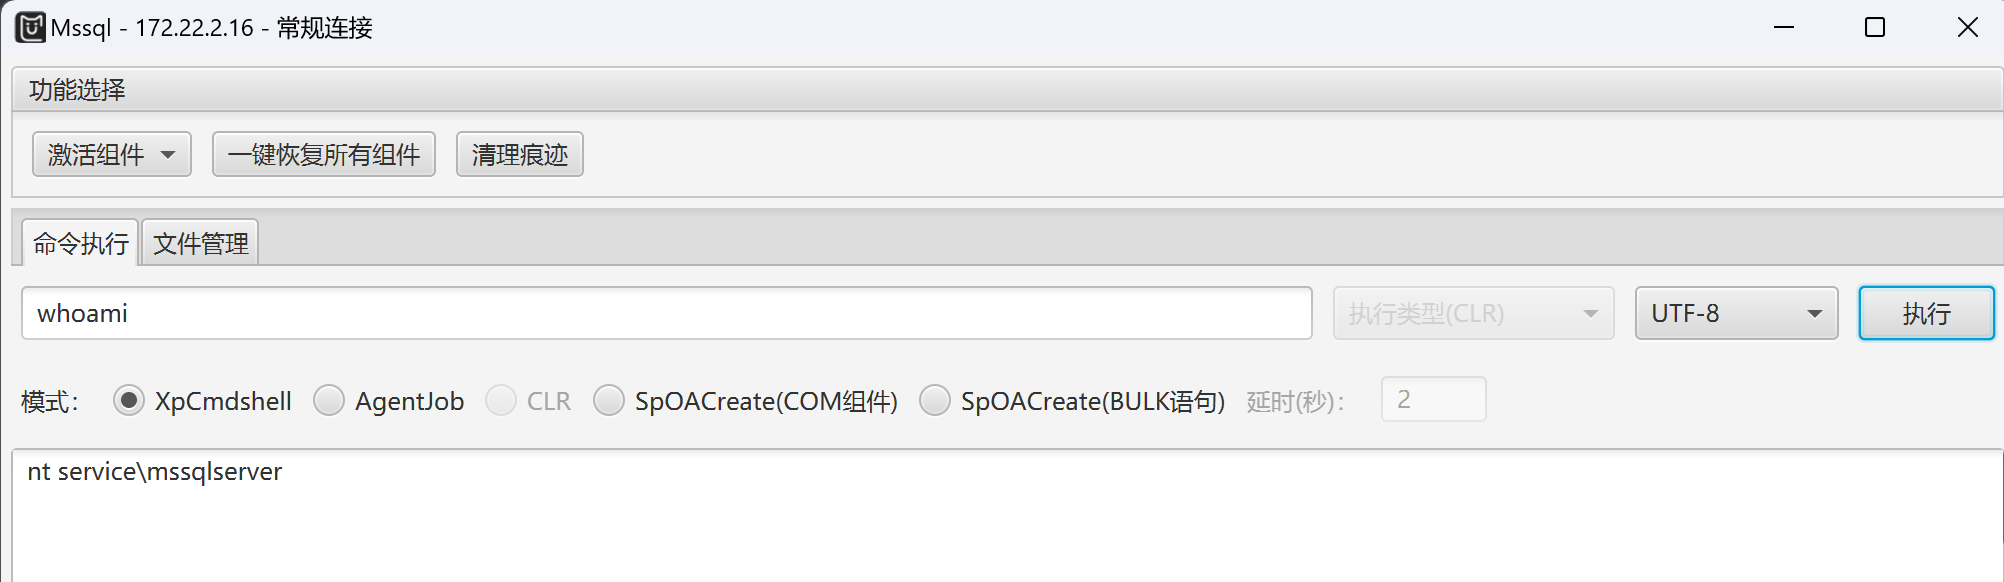 Mssql - 172.22.2.16 - 常规连接
功能选择
激活组件 一键恢复所有组件 清理痕迹
命令执行 文件管理
whoami 执行类型(CLR) UTF-8 执行
模式： XpCmdshell AgentJob CLR SpOACreate(COM组件) SpOACreate(BULK语句) 延时(秒)： 2
nt service\mssqlserver